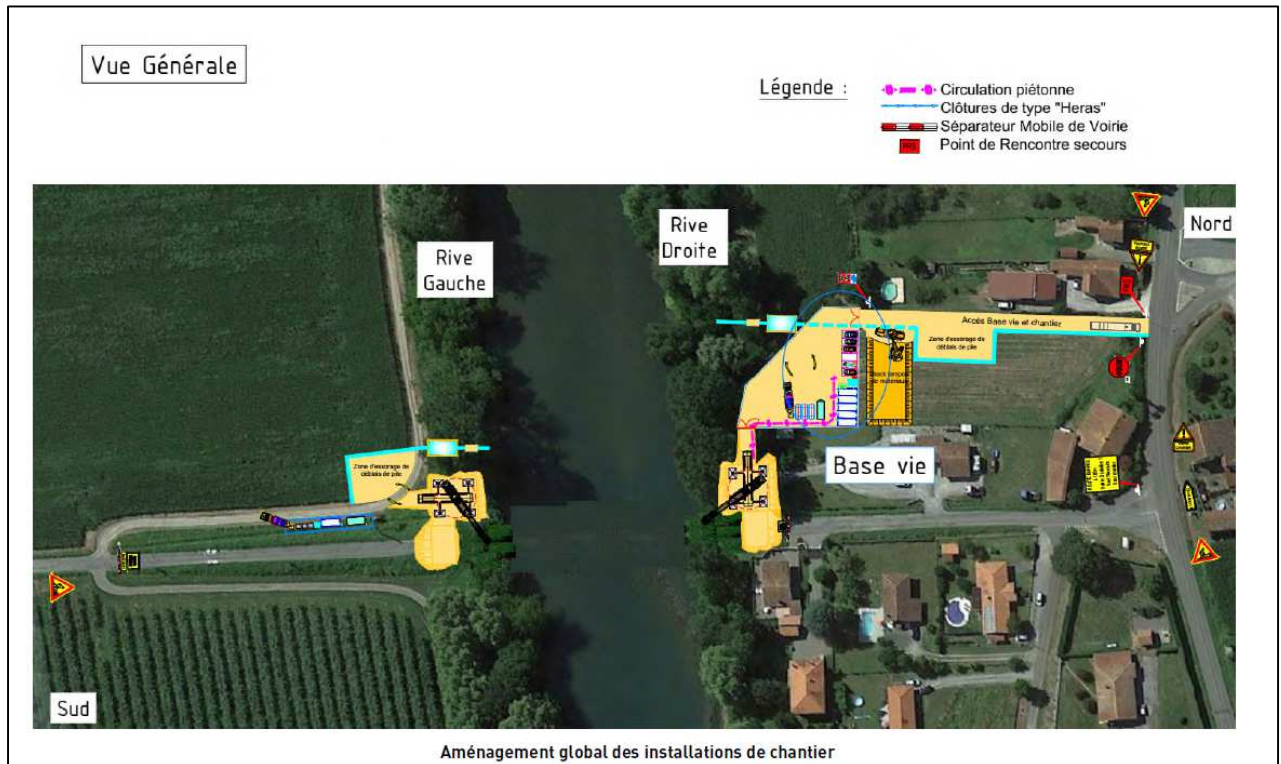 Vue Générale
Légende :
Circulation piétonne
Clôtures de type "Heras"
Séparateur Mobile de Voirie
Point de Rencontre secours
Rive
Gauche
Rive
Droite
Nord
Accès Base vie et chantier
Zone d'essorage de
déblais de pile
Zone d'essorage de
déblais de pile
Base vie
Sud
Aménagement global des installations de chantier